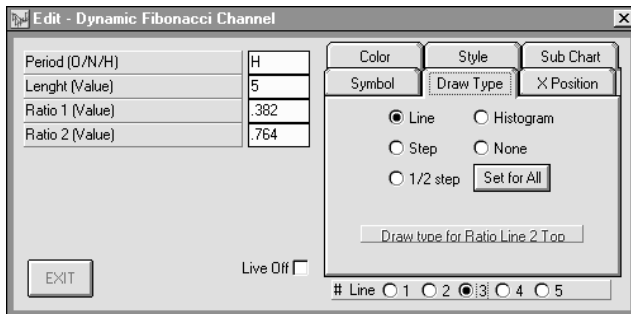 Edit - Dynamic Fibonacci Channel
Period (O/N/H) H
Lenght (Value) 5
Ratio 1 (Value) .382
Ratio 2 (Value) .764
Color Style Sub Chart
Symbol Draw Type X Position
Line Histogram
Step None
1/2 step Set for All
Draw type for Ratio Line 2 Top
EXIT Live Off
# Line 1 2 3 4 5